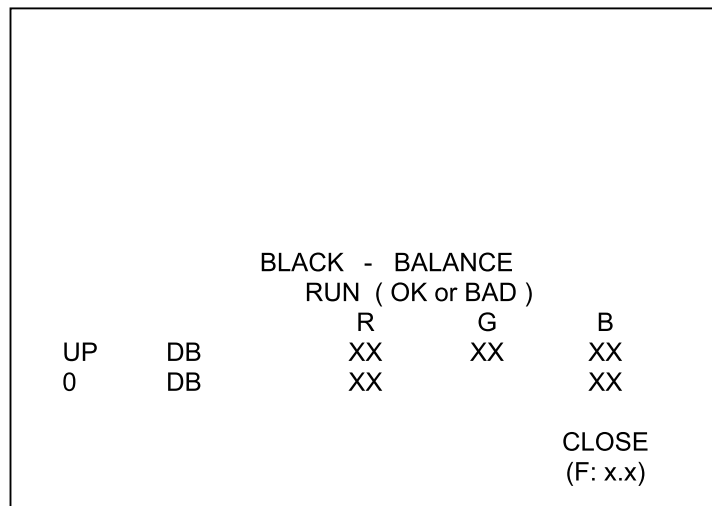 BLACK - BALANCE
RUN ( OK or BAD )
R G B
UP DB XX XX XX
0 DB XX XX
CLOSE
(F: x.x)